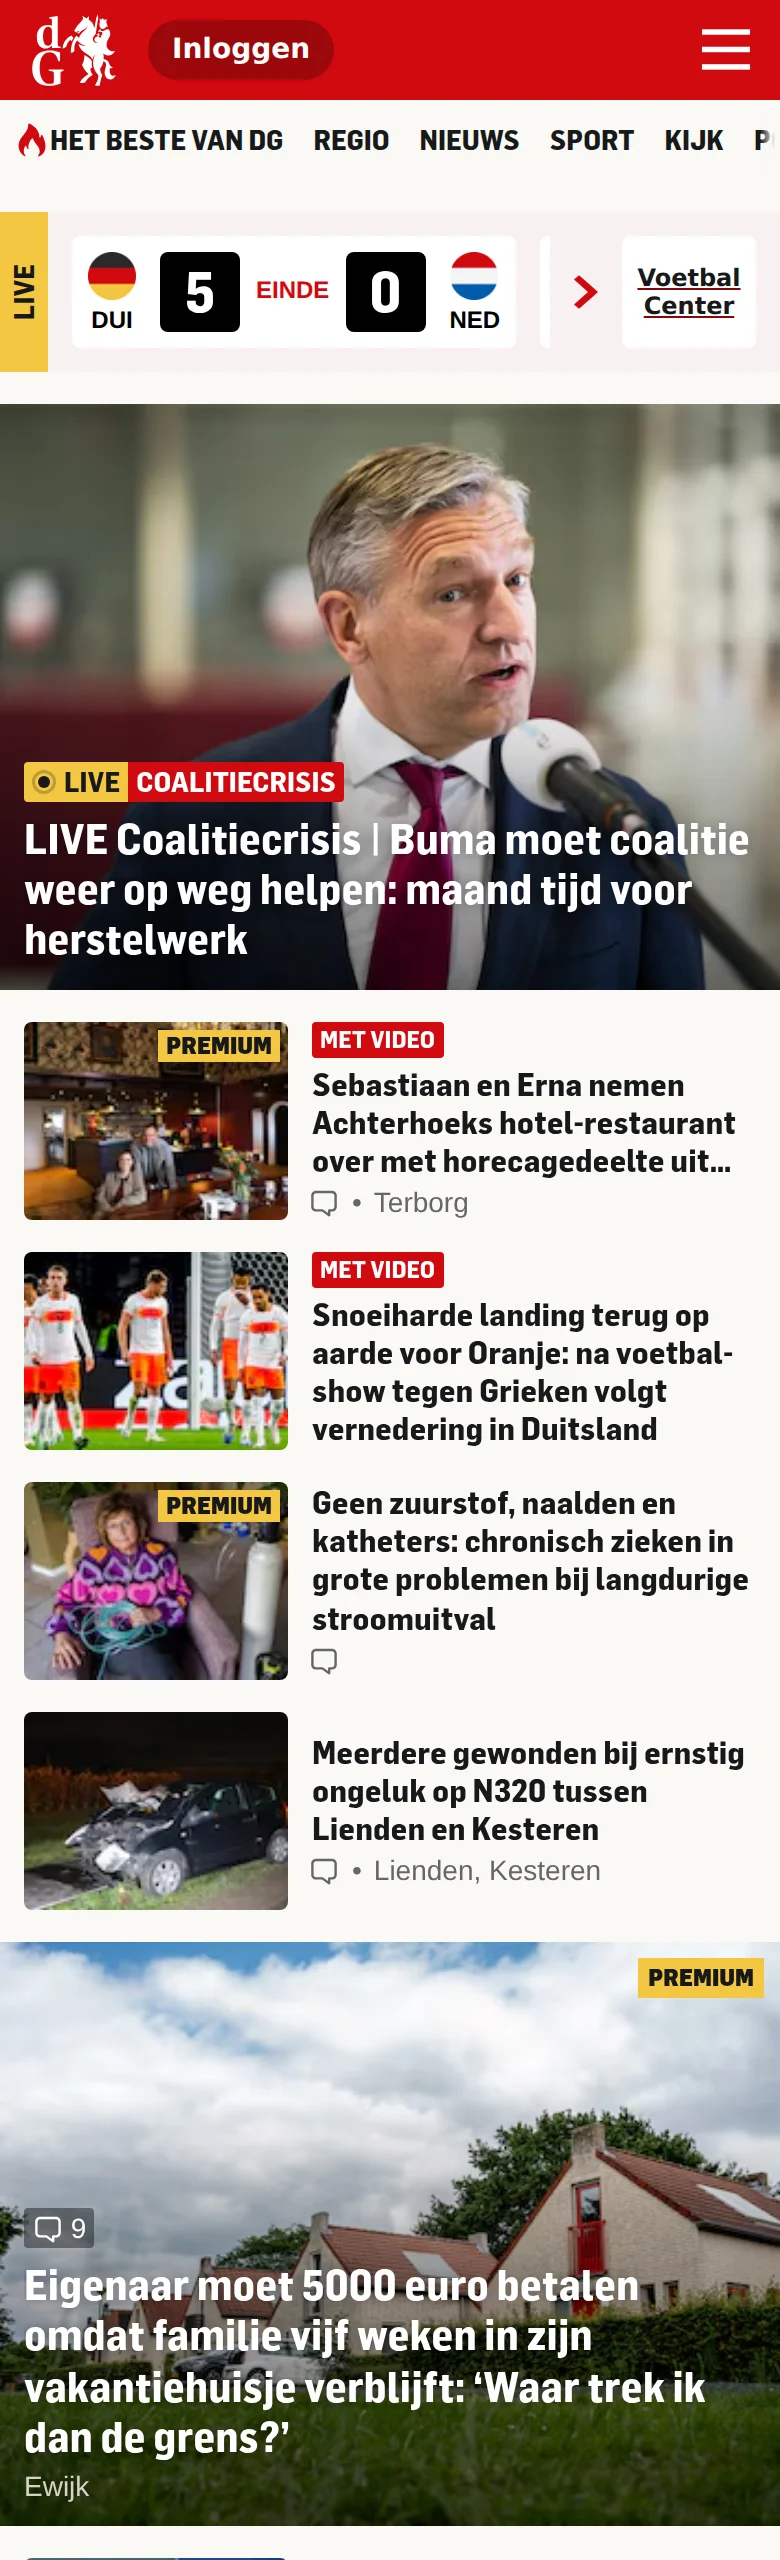 dG
Inloggen
HET BESTE VAN DG REGIO NIEUWS SPORT KIJK
LIVE
DUI 5 EINDE 0 NED
Voetbal
Center
LIVE COALITIECRISIS
LIVE Coalitiecrisis | Buma moet coalitie
weer op weg helpen: maand tijd voor
herstelwerk
PREMIUM
MET VIDEO
Sebastiaan en Erna nemen
Achterhoeks hotel-restaurant
over met horecagedeelte uit...
• Terborg
MET VIDEO
Snoeiharde landing terug op
aarde voor Oranje: na voetbal-
show tegen Grieken volgt
vernedering in Duitsland
PREMIUM
Geen zuurstof, naalden en
katheters: chronisch zieken in
grote problemen bij langdurige
stroomuitval
Meerdere gewonden bij ernstig
ongeluk op N320 tussen
Lienden en Kesteren
• Lienden, Kesteren
PREMIUM
9
Eigenaar moet 5000 euro betalen
omdat familie vijf weken in zijn
vakantiehuisje verblijft: ‘Waar trek ik
dan de grens?’
Ewijk